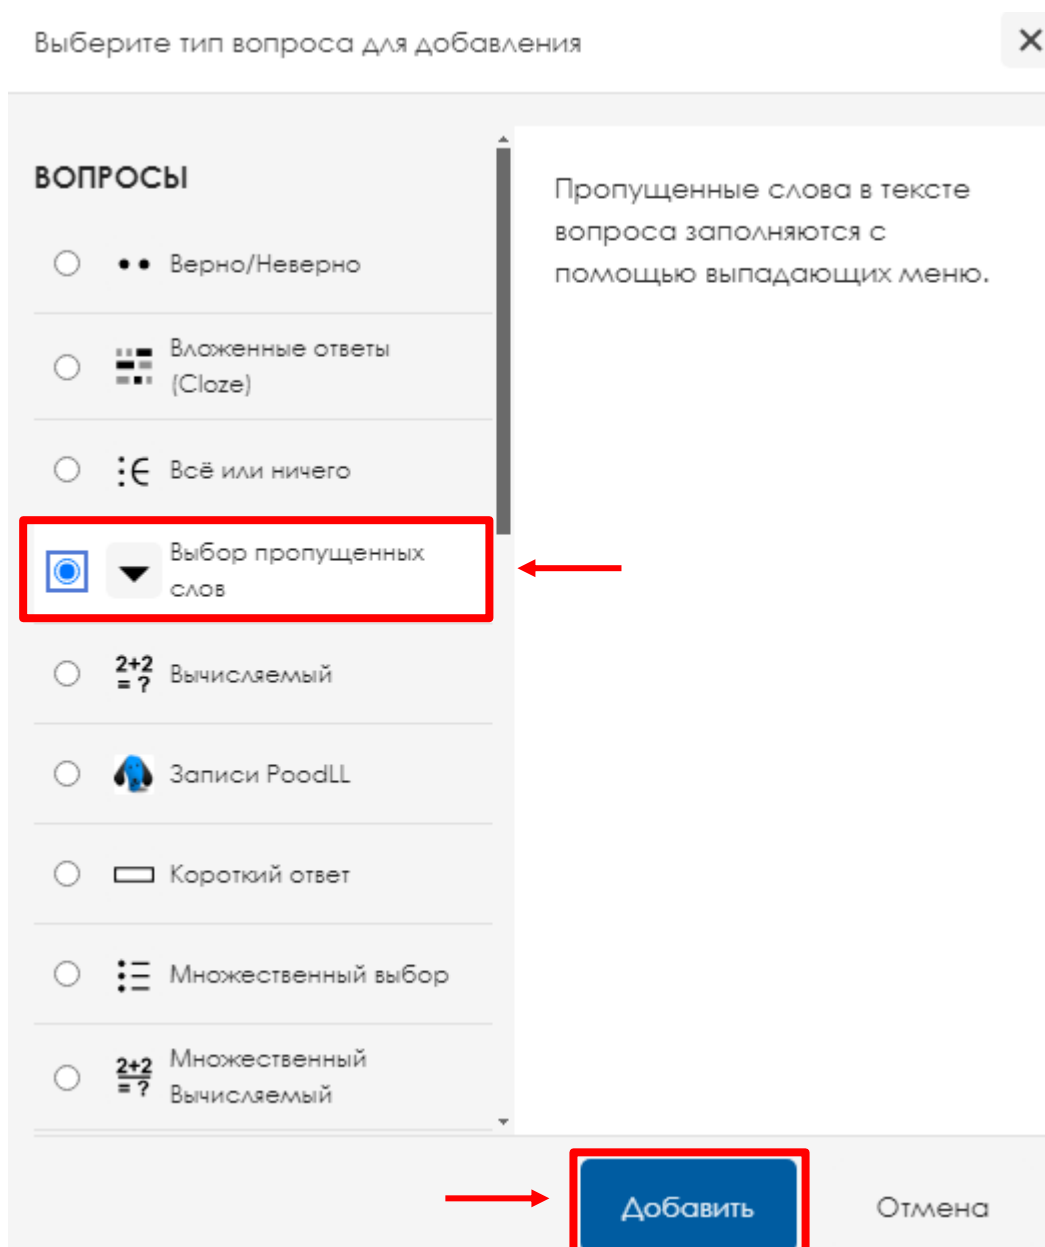 Выберите тип вопроса для добавления
ВОПРОСЫ
Верно/Неверно
Вложенные ответы
(Cloze)
Всё или ничего
Выбор пропущенных
слов
2+2
= ?
Вычисляемый
Записи PoodLL
Короткий ответ
Множественный выбор
2+2
= ?
Множественный
Вычисляемый
Пропущенные слова в тексте
вопроса заполняются с
помощью выпадающих меню.
Добавить
Отмена